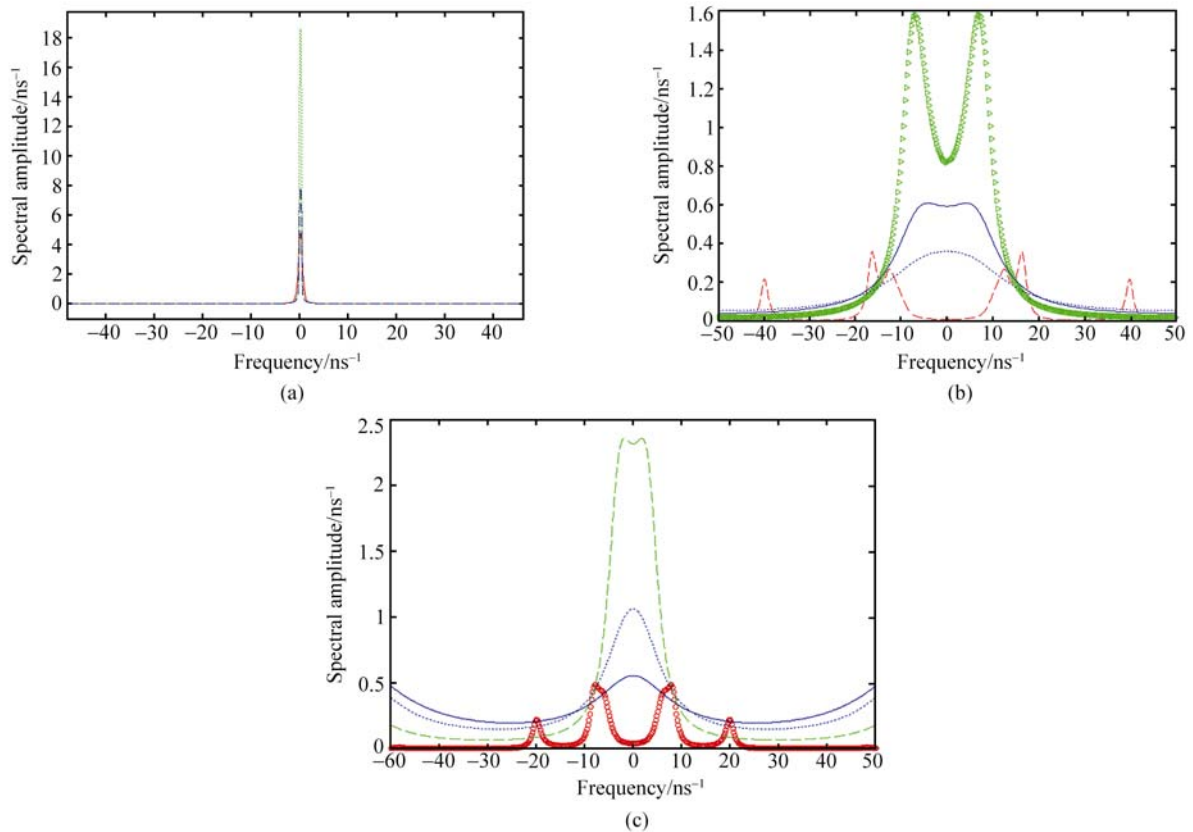 18
16
14
12
10
8
6
4
2
0
Spectral amplitude/ns⁻¹
−40 −30 −20 −10 0 10 20 30 40
Frequency/ns⁻¹
(a)
1.6
1.4
1.2
1
0.8
0.6
0.4
0.2
0
Spectral amplitude/ns⁻¹
−50 −40 −30 −20 −10 0 10 20 30 40 50
Frequency/ns⁻¹
(b)
2.5
2
1.5
1
0.5
0
Spectral amplitude/ns⁻¹
−60 −50 −40 −30 −20 −10 0 10 20 30 40 50
Frequency/ns⁻¹
(c)